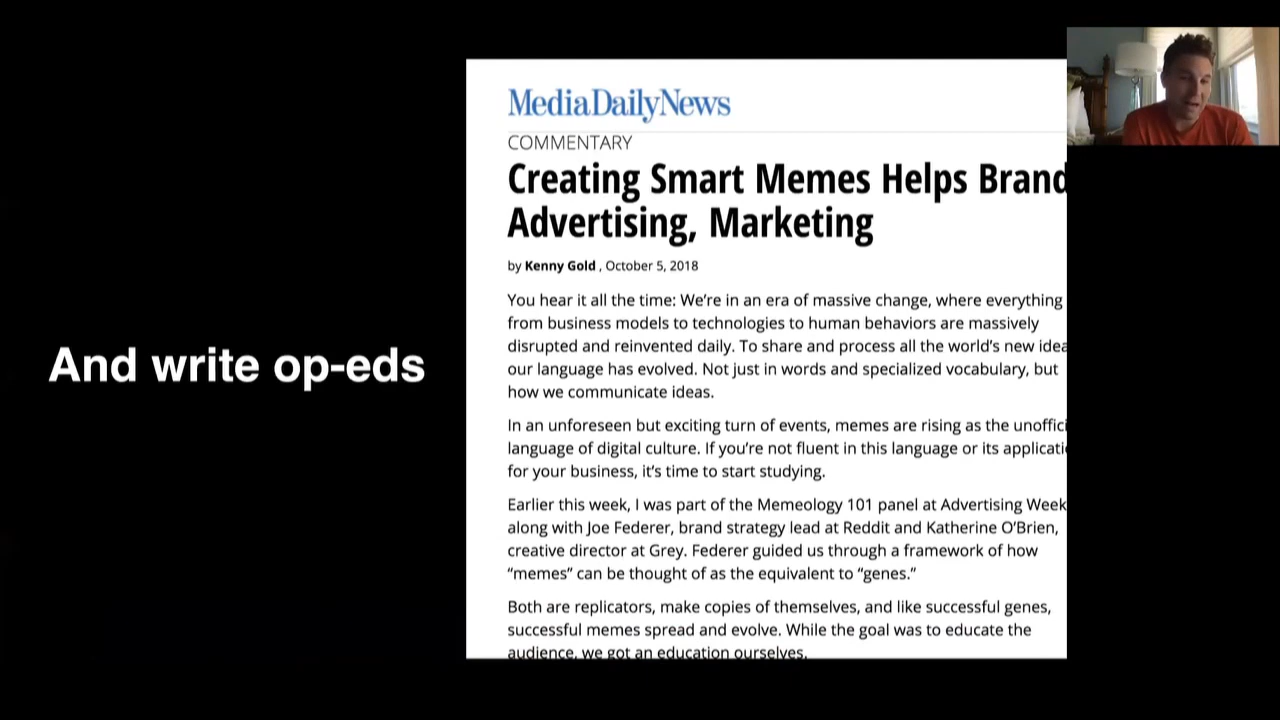 And write op-eds
MediaDailyNews
COMMENTARY
Creating Smart Memes Helps Brand
Advertising, Marketing
by Kenny Gold , October 5, 2018
You hear it all the time: We’re in an era of massive change, where everything
from business models to technologies to human behaviors are massively
disrupted and reinvented daily. To share and process all the world’s new idea
our language has evolved. Not just in words and specialized vocabulary, but
how we communicate ideas.
In an unforeseen but exciting turn of events, memes are rising as the unoffici
language of digital culture. If you’re not fluent in this language or its applicati
for your business, it’s time to start studying.
Earlier this week, I was part of the Memeology 101 panel at Advertising Week
along with Joe Federer, brand strategy lead at Reddit and Katherine O’Brien,
creative director at Grey. Federer guided us through a framework of how
“memes” can be thought of as the equivalent to “genes.”
Both are replicators, make copies of themselves, and like successful genes,
successful memes spread and evolve. While the goal was to educate the
audience, we got an education ourselves.